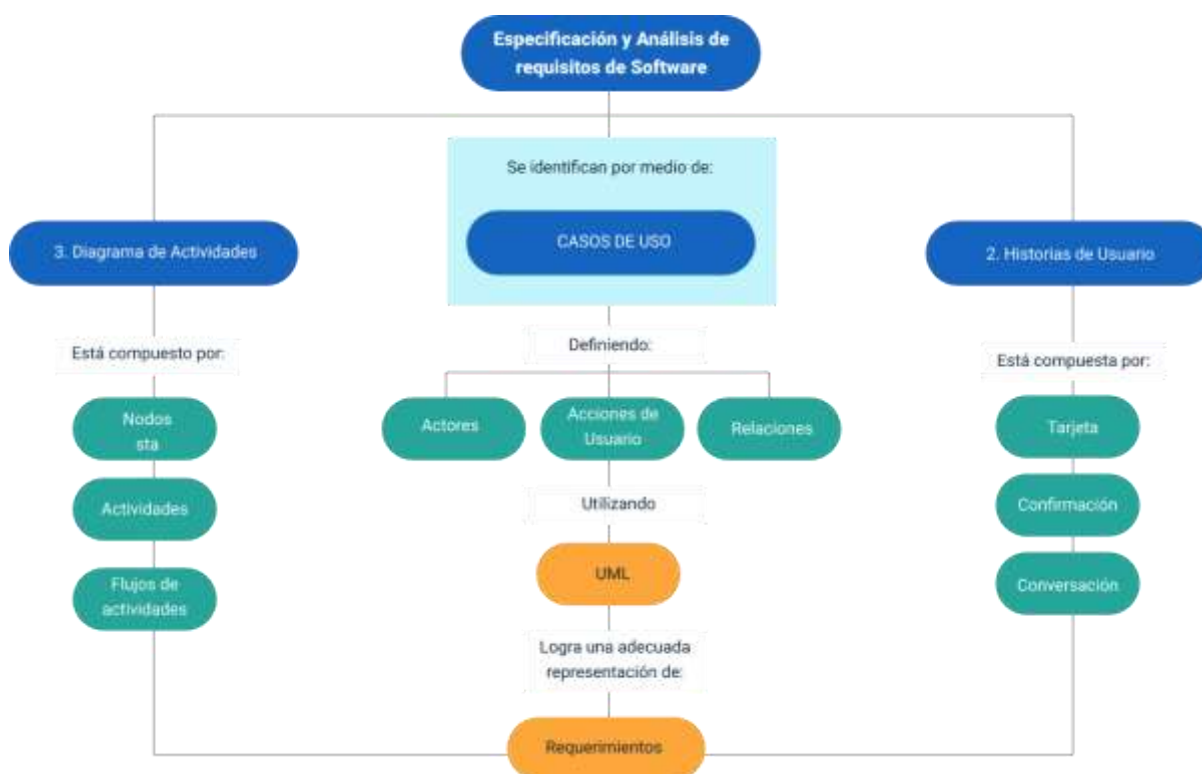 Especificación y Análisis de
requisitos de Software
Se identifican por medio de:
CASOS DE USO
3. Diagrama de Actividades
2. Historias de Usuario
Está compuesto por:
Definiendo:
Está compuesta por:
Nodos
sta
Actores
Acciones de
Usuario
Relaciones
Tarjeta
Actividades
Utilizando
Confirmación
Flujos de
actividades
UML
Conversación
Logra una adecuada
representación de:
Requerimientos